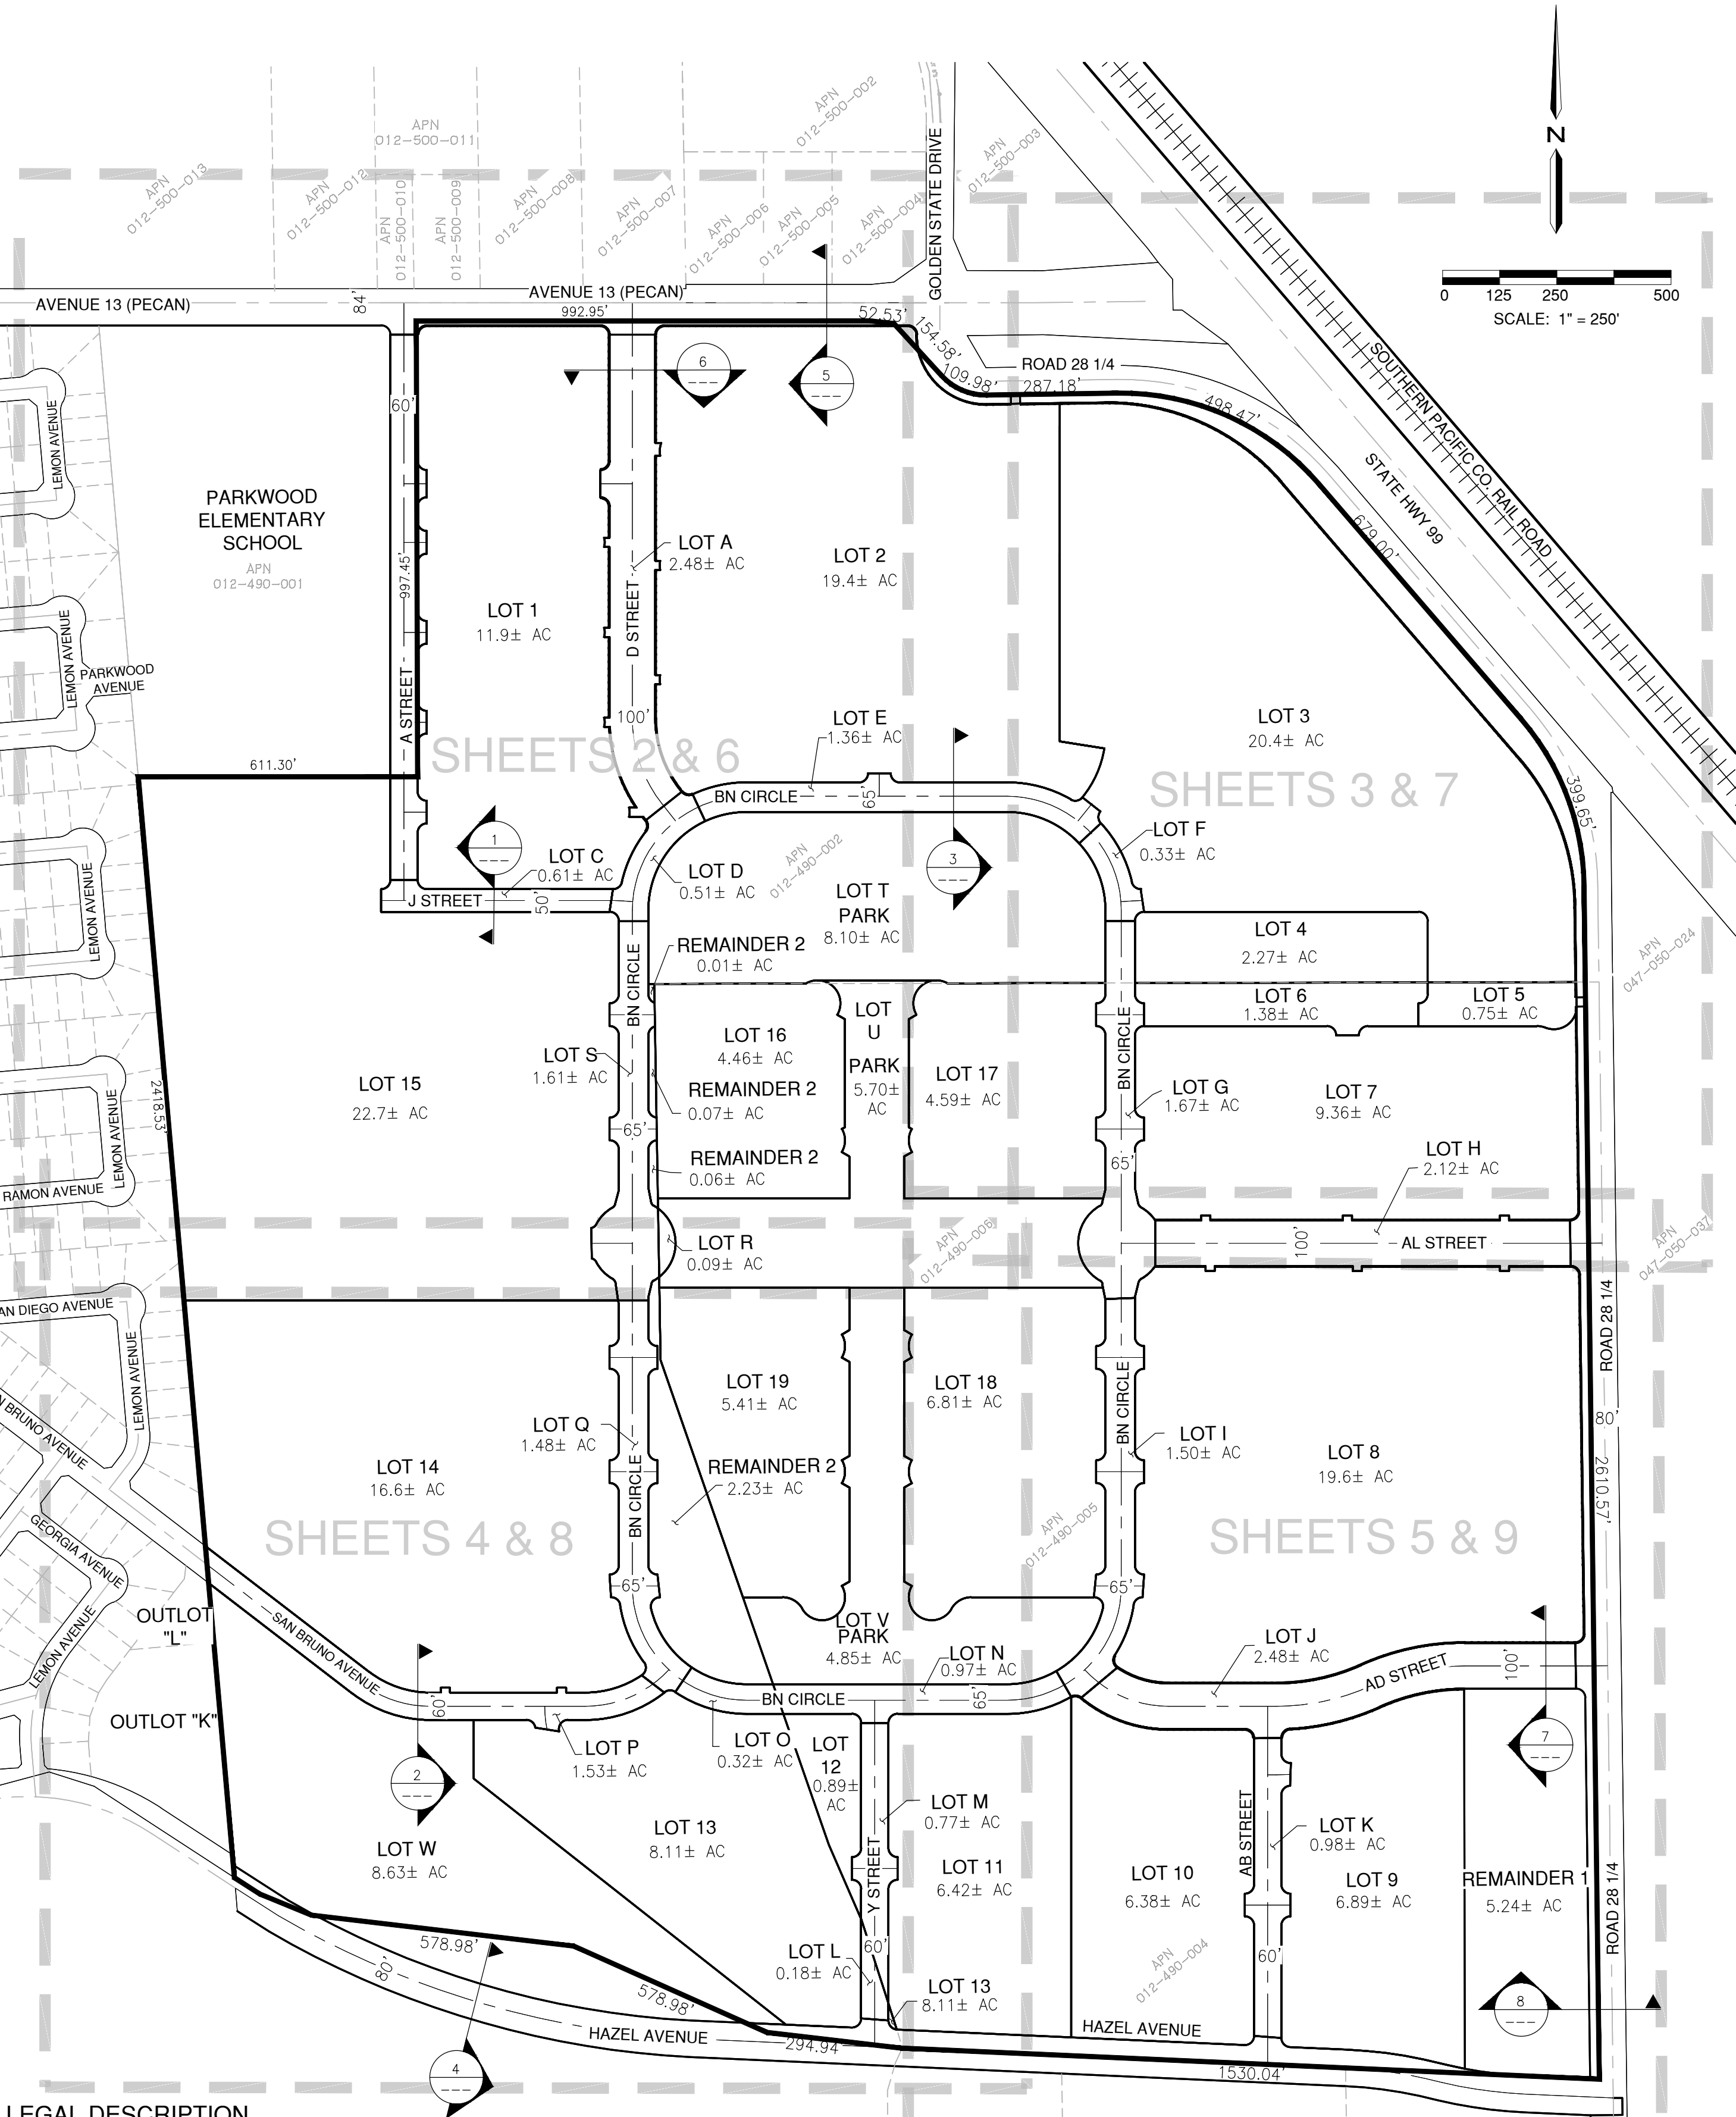 APN
012-500-002
APN
012-500-011
APN
012-500-003
APN
012-500-013
APN
012-500-012
APN
012-500-010
APN
012-500-009
APN
012-500-008
APN
012-500-007
APN
012-500-006
APN
012-500-005
APN
012-500-004
GOLDEN STATE DRIVE
N
0 125 250 500
SCALE: 1" = 250'
AVENUE 13 (PECAN)
84'
AVENUE 13 (PECAN)
992.95'
52.53'
154.58'
109.98'
287.18'
ROAD 28 1/4
498.47'
SOUTHERN PACIFIC CO. RAIL ROAD
STATE HWY 99
679.00'
399.65'
6
5
60'
LEMON AVENUE
PARKWOOD
ELEMENTARY
SCHOOL
APN
012-490-001
997.45'
A STREET
LOT 1
11.9± AC
D STREET
LOT A
2.48± AC
LOT 2
19.4± AC
LEMON AVENUE
PARKWOOD
AVENUE
100'
LOT E
1.36± AC
LOT 3
20.4± AC
SHEETS 2 & 6
SHEETS 3 & 7
611.30'
BN CIRCLE
65'
1
LOT C
0.61± AC
LOT D
0.51± AC
APN
012-490-002
3
LOT F
0.33± AC
J STREET
50'
LOT T
PARK
8.10± AC
LOT 4
2.27± AC
LEMON AVENUE
REMAINDER 2
0.01± AC
BN CIRCLE
APN
047-050-024
LOT 6
1.38± AC
LOT 5
0.75± AC
LOT
U
PARK
5.70±
AC
LOT 16
4.46± AC
LOT S
1.61± AC
REMAINDER 2
0.07± AC
LOT 17
4.59± AC
BN CIRCLE
LOT G
1.67± AC
LOT 7
9.36± AC
LOT 15
22.7± AC
2418.53'
LEMON AVENUE
65'
REMAINDER 2
0.06± AC
65'
LOT H
2.12± AC
RAMON AVENUE
LOT R
0.09± AC
APN
012-490-006
100'
AL STREET
APN
047-050-037
AN DIEGO AVENUE
LEMON AVENUE
ROAD 28 1/4
LOT 19
5.41± AC
LOT 18
6.81± AC
BN CIRCLE
N BRUNO AVENUE
LOT Q
1.48± AC
LOT I
1.50± AC
80'
LOT 14
16.6± AC
BN CIRCLE
REMAINDER 2
2.23± AC
LOT 8
19.6± AC
2610.57'
GEORGIA AVENUE
SHEETS 4 & 8
APN
012-490-005
SHEETS 5 & 9
65'
65'
OUTLOT
"L"
LEMON AVENUE
SAN BRUNO AVENUE
LOT V
PARK
4.85± AC
LOT N
0.97± AC
LOT J
2.48± AC
AD STREET
100'
OUTLOT "K"
60'
BN CIRCLE
65'
LOT P
1.53± AC
LOT O
0.32± AC
LOT
12
0.89±
AC
2
7
LOT M
0.77± AC
AB STREET
LOT K
0.98± AC
LOT W
8.63± AC
LOT 13
8.11± AC
Y STREET
LOT 11
6.42± AC
LOT 10
6.38± AC
LOT 9
6.89± AC
REMAINDER 1
5.24± AC
ROAD 28 1/4
578.98'
80'
LOT L
0.18± AC
60'
LOT 13
8.11± AC
APN
012-490-004
60'
8
578.98'
HAZEL AVENUE
294.94'
HAZEL AVENUE
1530.04'
4
LEGAL DESCRIPTION